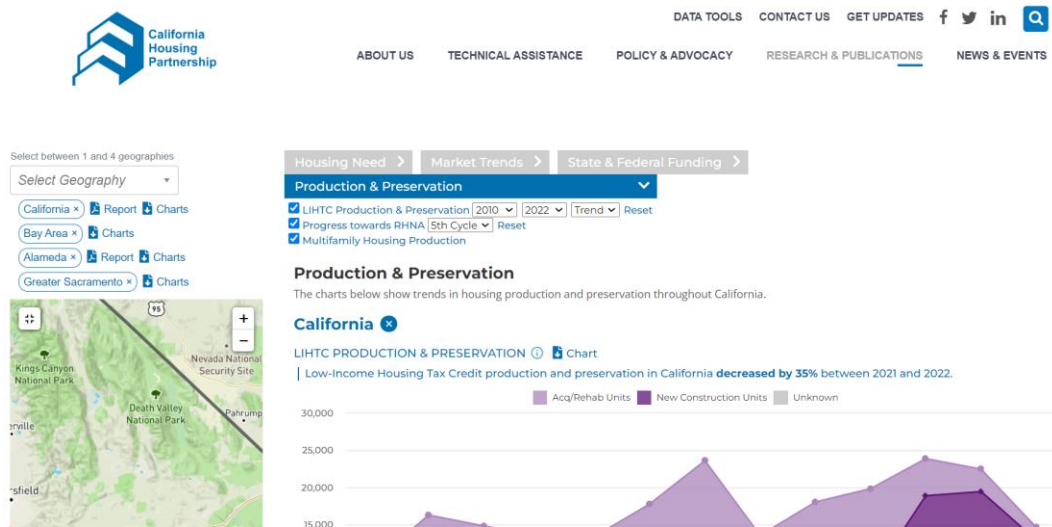 California
Housing
Partnership
DATA TOOLS CONTACT US GET UPDATES
ABOUT US TECHNICAL ASSISTANCE POLICY & ADVOCACY RESEARCH & PUBLICATIONS NEWS & EVENTS
Select between 1 and 4 geographies
Select Geography
California × Report Charts
Bay Area × Charts
Alameda × Report Charts
Greater Sacramento × Charts
95
+
−
Kings Canyon
National Park
Nevada National
Security Site
Death Valley
National Park
Pahrump
erville
sfield
Housing Need Market Trends State & Federal Funding
Production & Preservation
LIHTC Production & Preservation 2010 2022 Trend Reset
Progress towards RHNA 5th Cycle Reset
Multifamily Housing Production
Production & Preservation
The charts below show trends in housing production and preservation throughout California.
California
LIHTC PRODUCTION & PRESERVATION Chart
Low-Income Housing Tax Credit production and preservation in California decreased by 35% between 2021 and 2022.
Acq/Rehab Units New Construction Units Unknown
30,000
25,000
20,000
15,000